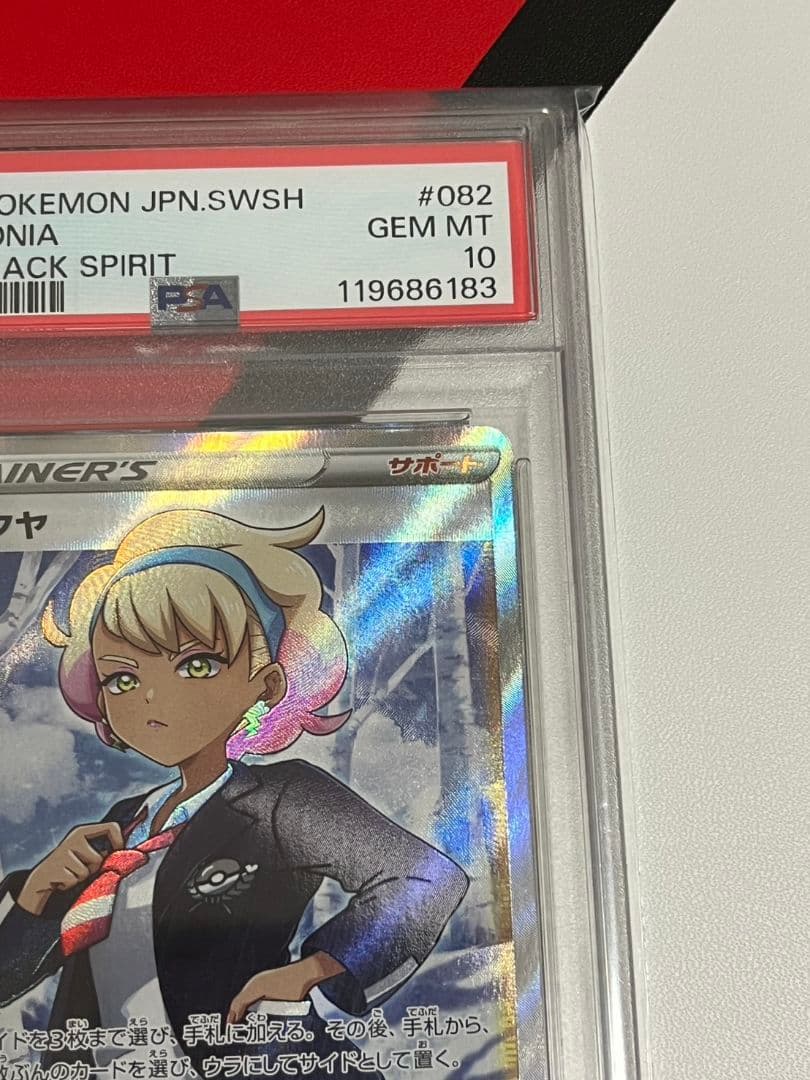 OKEMON JPN.SWSH #082
ONIA GEM MT
ACK SPIRIT 10
PSA 119686183
AINER'S サポート
クヤ
イドを3枚まで選び、手札に加える。その後、手札から、
数ぶんのカードを選び、ウラにしてサイドとして置く。